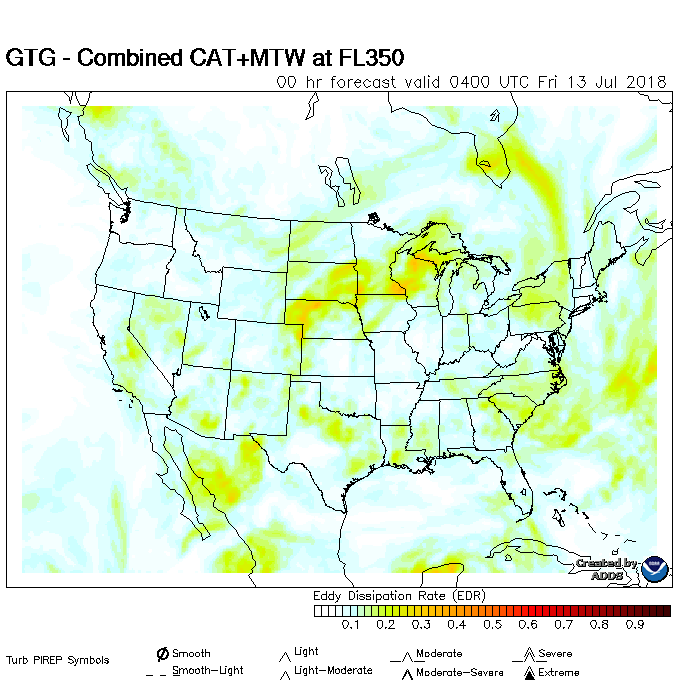 GTG - Combined CAT+MTW at FL350
00 hr forecast valid 0400 UTC Fri 13 Jul 2018
Created by
ADDS
Eddy Dissipation Rate (EDR)
0.1 0.2 0.3 0.4 0.5 0.6 0.7 0.8 0.9
Turb PIREP Symbols
Smooth Light Moderate Severe
Smooth-Light Light-Moderate Moderate-Severe Extreme